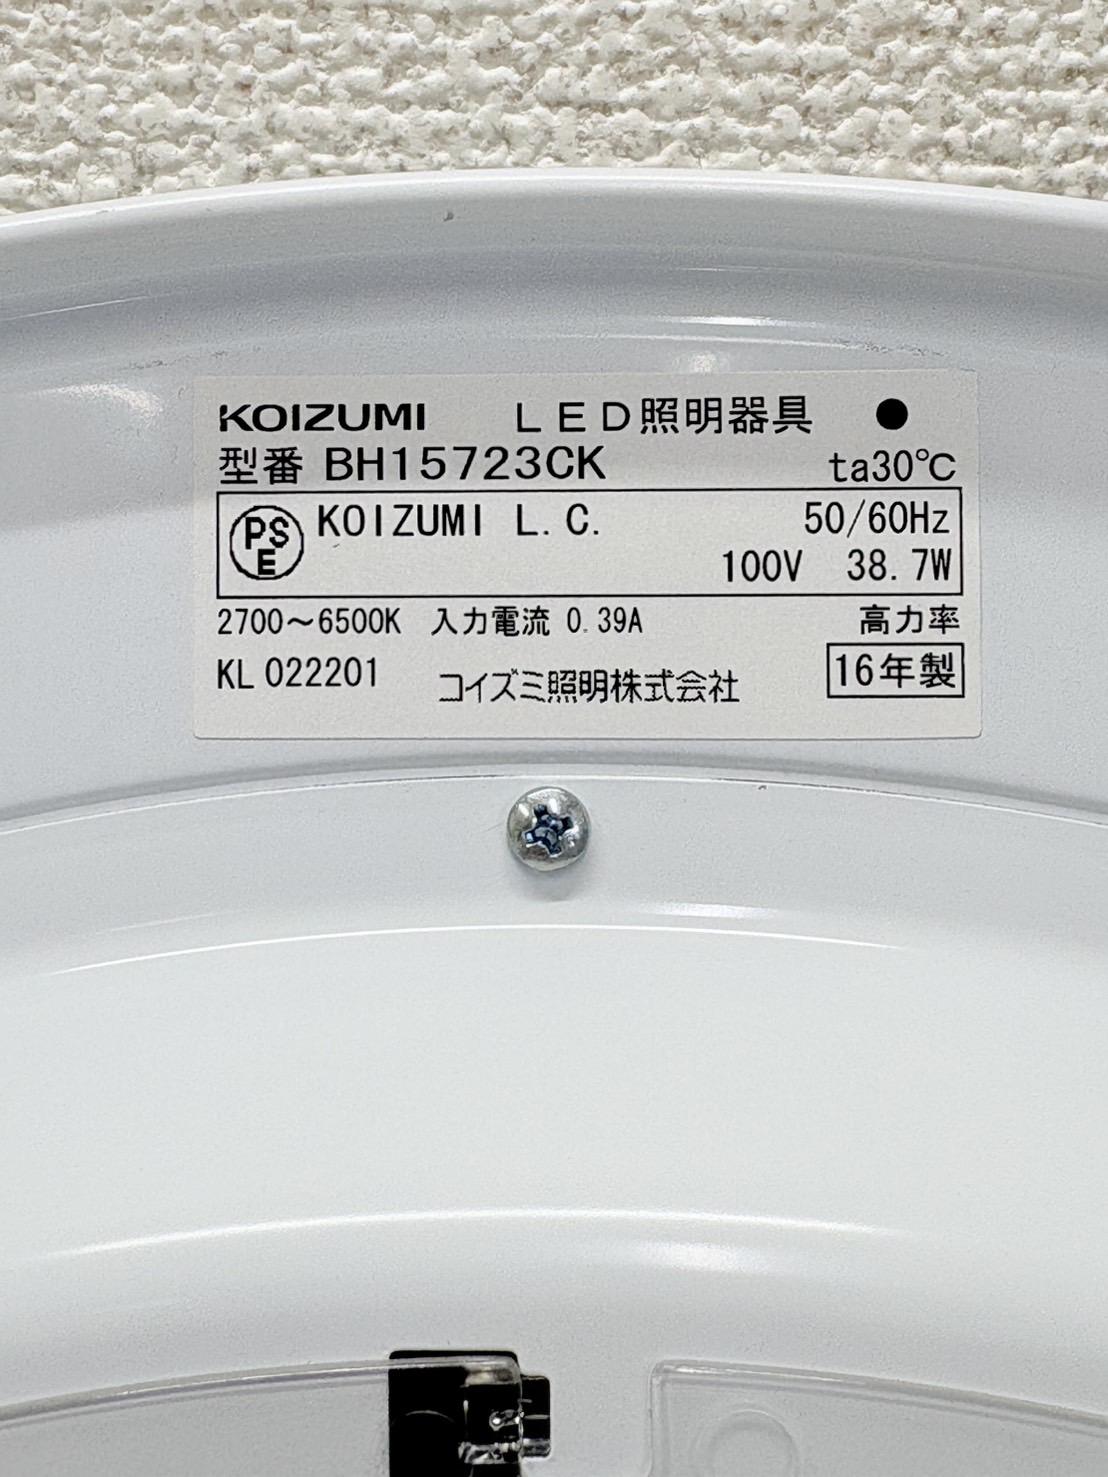 KOIZUMI LED照明器具 ●
型番 BH15723CK ta30℃
PSE KOIZUMI L.C. 50/60Hz
100V 38.7W
2700～6500K 入力電流 0.39A 高力率
KL 022201 コイズミ照明株式会社 16年製